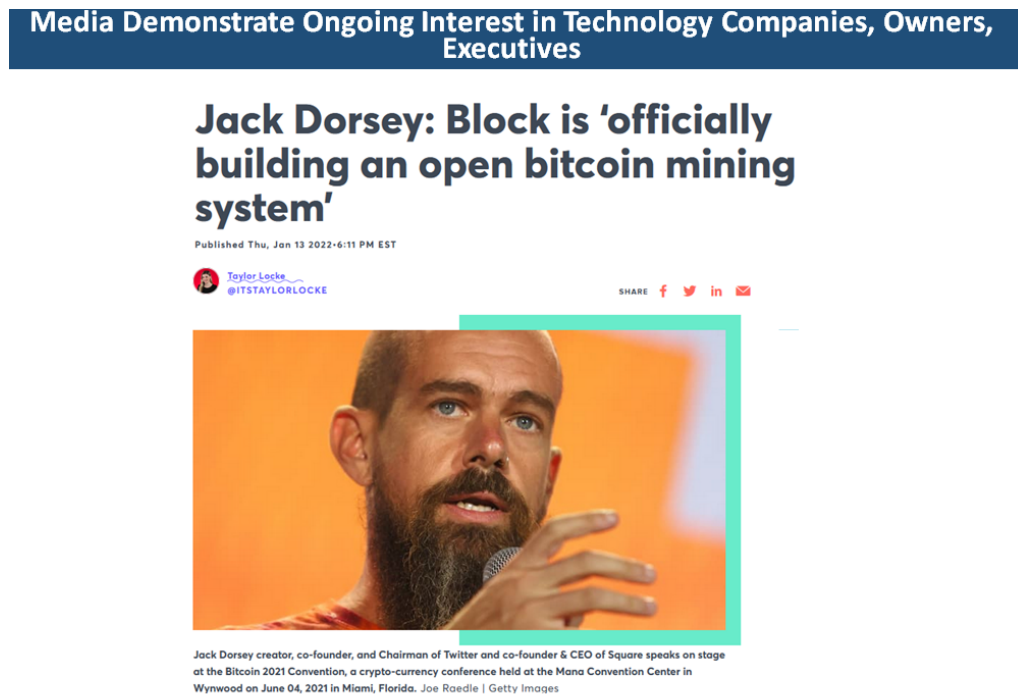 Media Demonstrate Ongoing Interest in Technology Companies, Owners,
Executives
Jack Dorsey: Block is ‘officially
building an open bitcoin mining
system’
Published Thu, Jan 13 2022•6:11 PM EST
Taylor Locke
@ITSTAYLORLOCKE
SHARE
Jack Dorsey creator, co-founder, and Chairman of Twitter and co-founder & CEO of Square speaks on stage
at the Bitcoin 2021 Convention, a crypto-currency conference held at the Mana Convention Center in
Wynwood on June 04, 2021 in Miami, Florida. Joe Raedle | Getty Images